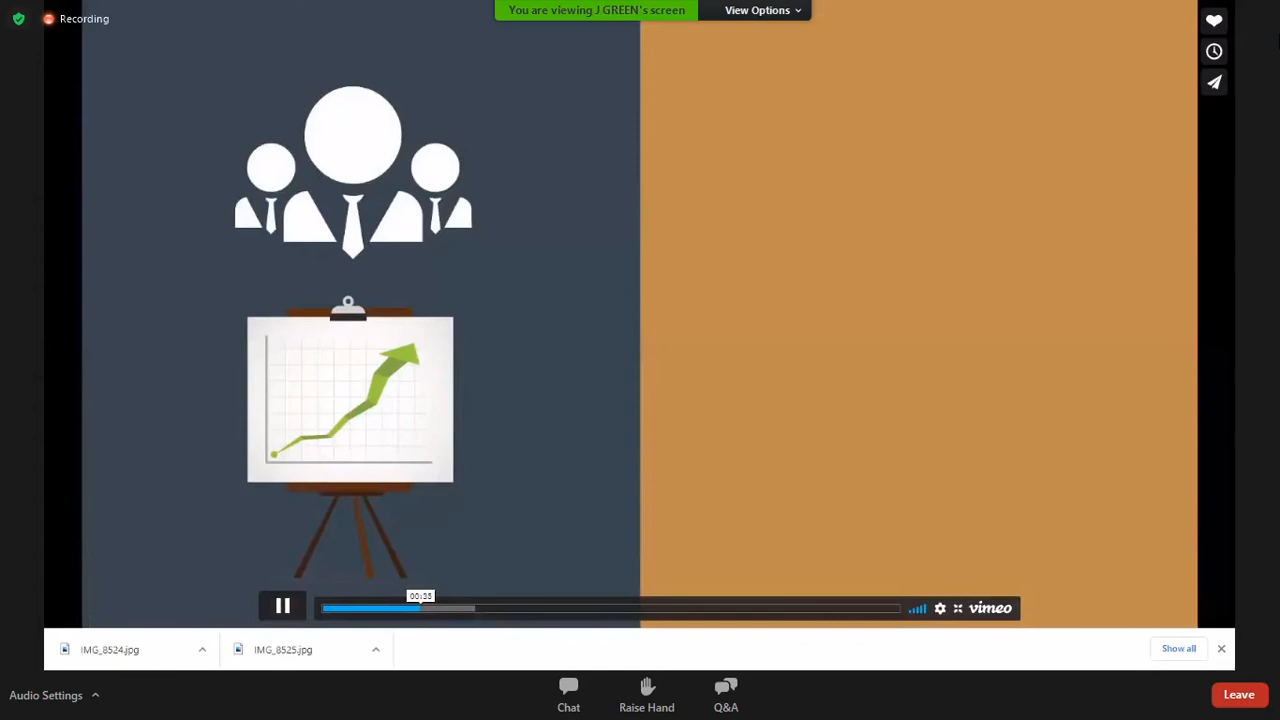 Recording
You are viewing J GREEN's screen
View Options
00:35
vimeo
IMG_8524.jpg
IMG_8525.jpg
Show all
Audio Settings
Chat
Raise Hand
Q&A
Leave